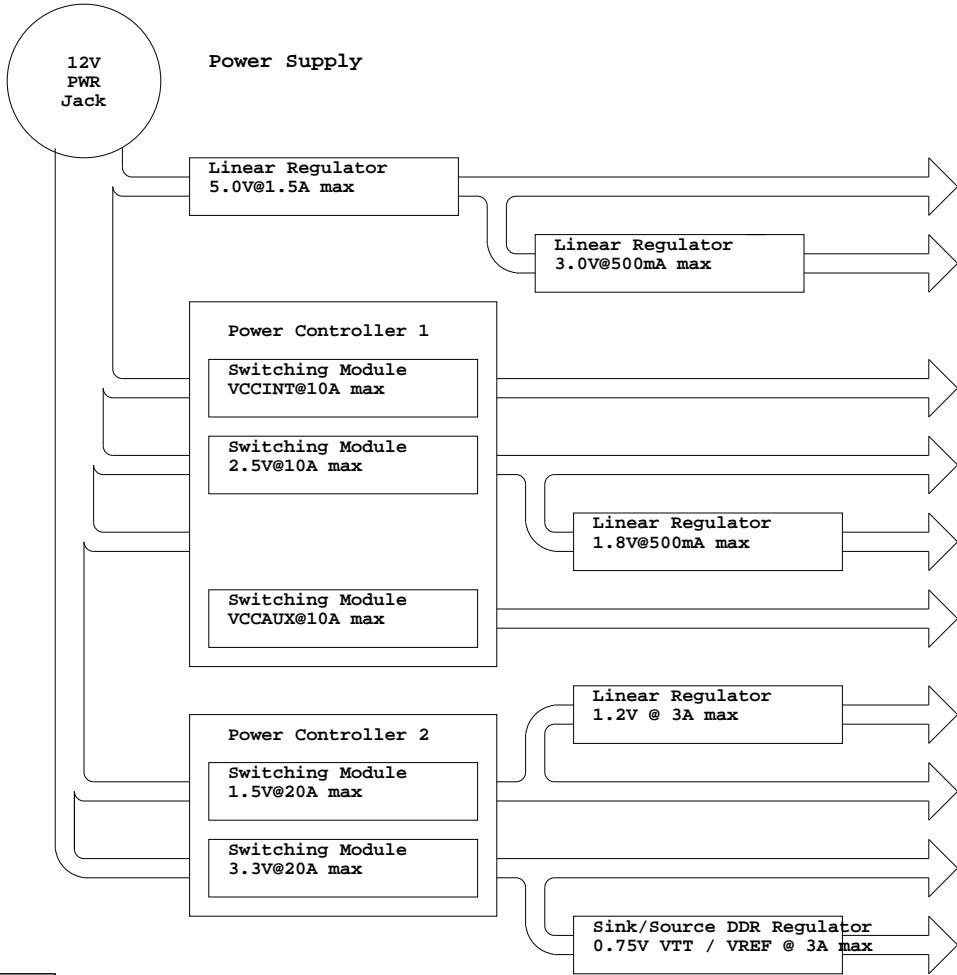 12V
PWR
Jack
Power Supply
Linear Regulator
5.0V@1.5A max
Linear Regulator
3.0V@500mA max
Power Controller 1
Switching Module
VCCINT@10A max
Switching Module
2.5V@10A max
Linear Regulator
1.8V@500mA max
Switching Module
VCCAUX@10A max
Linear Regulator
1.2V @ 3A max
Power Controller 2
Switching Module
1.5V@20A max
Switching Module
3.3V@20A max
Sink/Source DDR Regulator
0.75V VTT / VREF @ 3A max